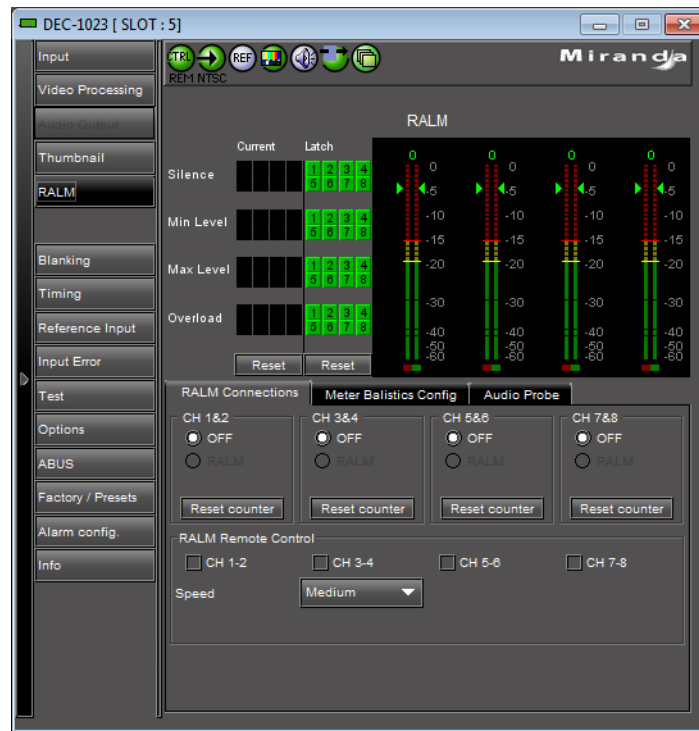 DEC-1023 [ SLOT : 5]
Input
Video Processing
Audio Output
Thumbnail
RALM
Blanking
Timing
Reference Input
Input Error
Test
Options
ABUS
Factory / Presets
Alarm config.
Info
CTRL REF
REM NTSC
Miranda
RALM
Current Latch
Silence 1 2 3 4
5 6 7 8
Min Level 1 2 3 4
5 6 7 8
Max Level 1 2 3 4
5 6 7 8
Overload 1 2 3 4
5 6 7 8
Reset Reset
0 0 0 0
0 0 0 0
-5 -5 -5 -5
-10 -10 -10 -10
-15 -15 -15 -15
-20 -20 -20 -20
-30 -30 -30 -30
-40 -40 -40 -40
-50 -50 -50 -50
-60 -60 -60 -60
RALM Connections Meter Balistics Config Audio Probe
CH 1&2 CH 3&4 CH 5&6 CH 7&8
OFF OFF OFF OFF
RALM RALM RALM RALM
Reset counter Reset counter Reset counter Reset counter
RALM Remote Control
CH 1-2 CH 3-4 CH 5-6 CH 7-8
Speed Medium